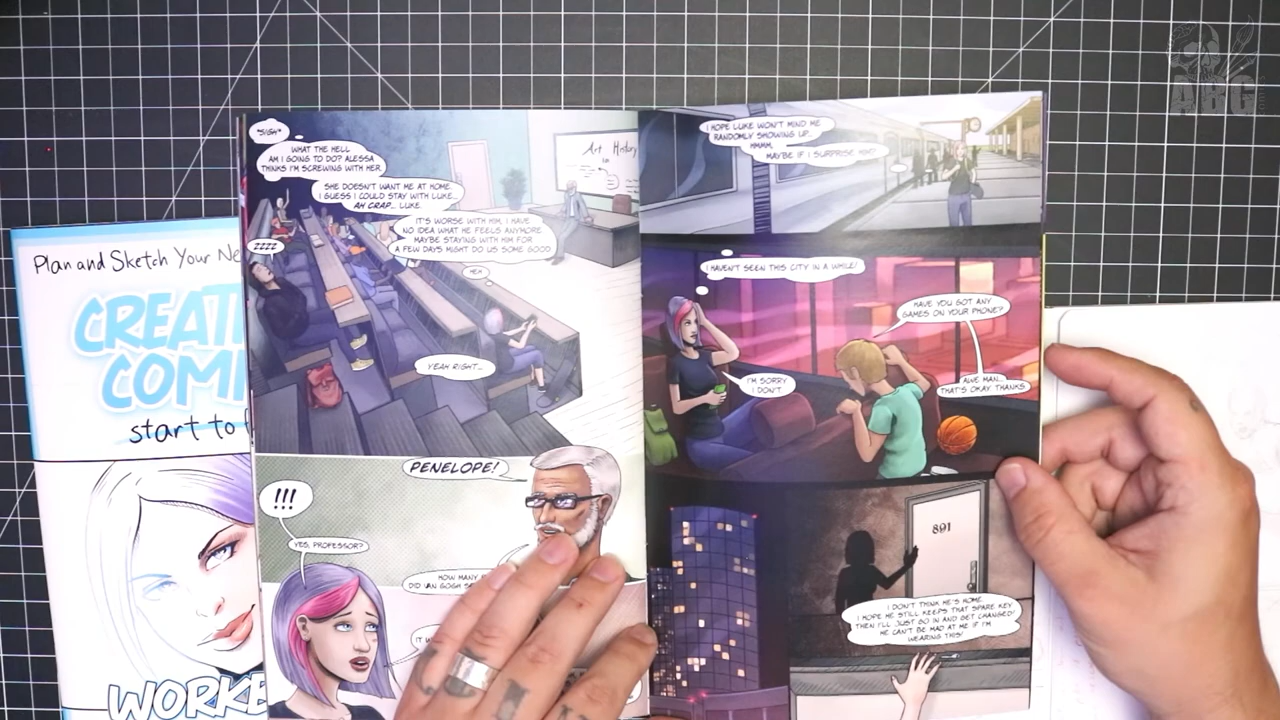 ABC
Plan and Sketch Your Ne
CREAT
COMI
start to f
WORKB
*SIGH*
WHAT THE HELL
AM I GOING TO DO? ALESSA
THINKS I'M SCREWING WITH HER.
SHE DOESN'T WANT ME AT HOME.
I GUESS I COULD STAY WITH LUKE...
AH CRAP... LUKE.
IT'S WORSE WITH HIM, I HAVE
NO IDEA WHAT HE FEELS ANYMORE
MAYBE STAYING WITH HIM FOR
A FEW DAYS MIGHT DO US SOME GOOD.
Art History
ZZZZ
HEH
YEAH RIGHT...
PENELOPE!
!!!
YES, PROFESSOR?
HOW MANY
DID VAN GOGH
I HOPE LUKE WON'T MIND ME
RANDOMLY SHOWING UP...
HMMM,
MAYBE IF I SURPRISE HIM?
I HAVEN'T SEEN THIS CITY IN A WHILE!
HAVE YOU GOT ANY
GAMES ON YOUR PHONE?
I'M SORRY
I DON'T.
AWE MAN...
THAT'S OKAY THANKS
891
I DON'T THINK HE'S HOME.
I HOPE HE STILL KEEPS THAT SPARE KEY
THEN I'LL JUST GO IN AND GET CHANGED!
HE CAN'T BE MAD AT ME IF I'M
WEARING THIS!